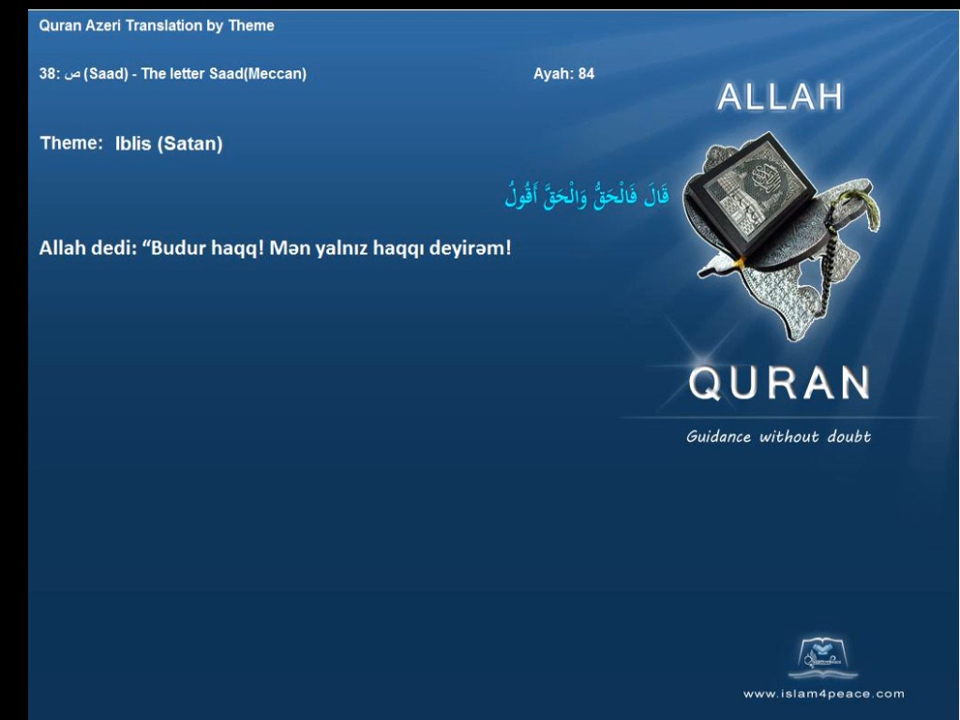 Quran Azeri Translation by Theme
38: ص (Saad) - The letter Saad(Meccan) Ayah: 84
ALLAH
Theme: Iblis (Satan)
قَالَ فَالْحَقُّ وَالْحَقَّ أَقُولُ
Allah dedi: “Budur haqq! Mən yalnız haqqı deyirəm!
QURAN
Guidance without doubt
www.islam4peace.com